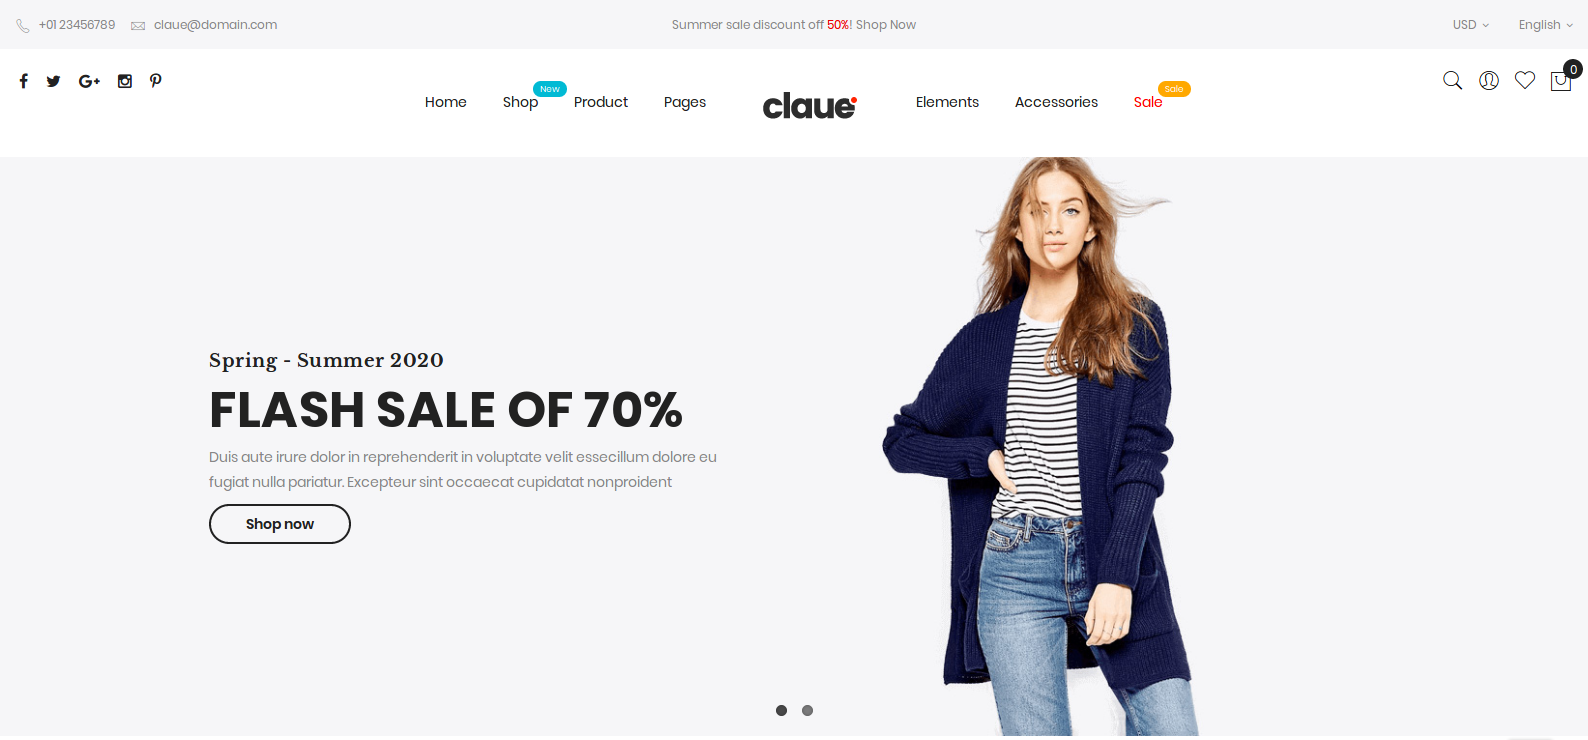 +01 23456789 claue@domain.com Summer sale discount off 50%! Shop Now USD English
0
New Sale
Home Shop Product Pages claue Elements Accessories Sale
Spring - Summer 2020
FLASH SALE OF 70%
Duis aute irure dolor in reprehenderit in voluptate velit essecillum dolore eu
fugiat nulla pariatur. Excepteur sint occaecat cupidatat nonproident
Shop now